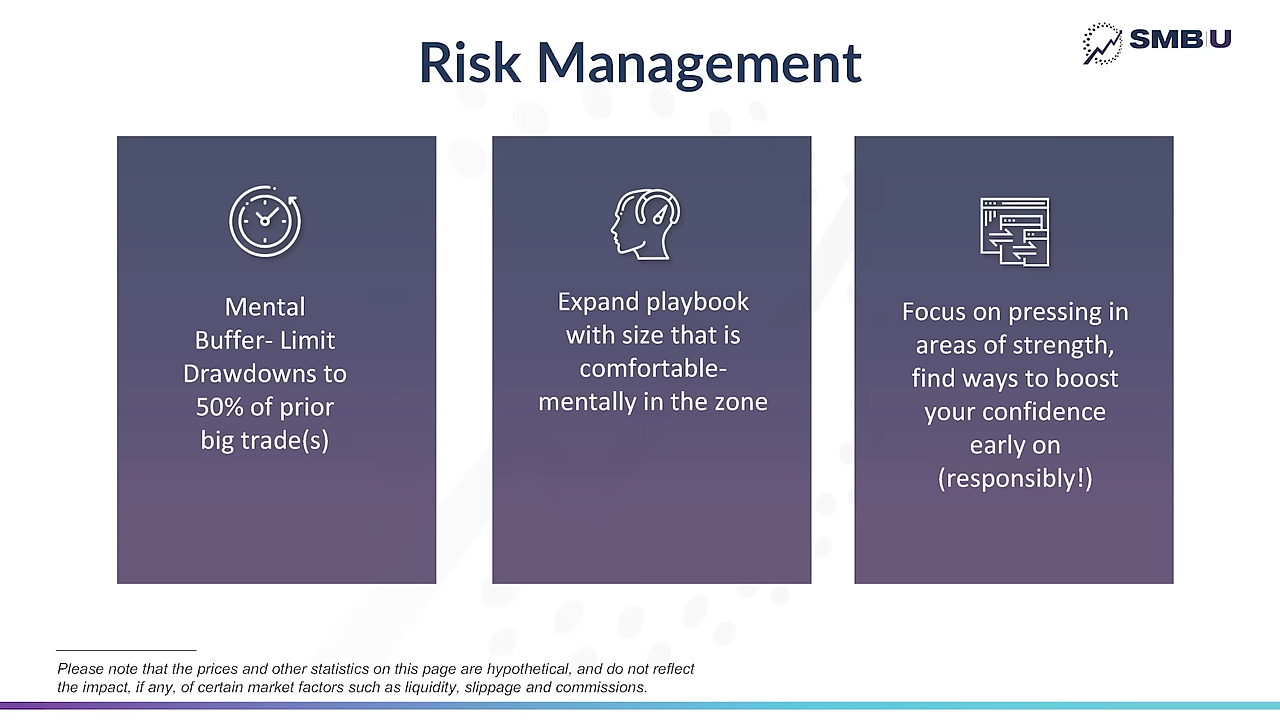 Risk Management
SMB U
Mental
Buffer- Limit
Drawdowns to
50% of prior
big trade(s)
Expand playbook
with size that is
comfortable-
mentally in the zone
Focus on pressing in
areas of strength,
find ways to boost
your confidence
early on
(responsibly!)
Please note that the prices and other statistics on this page are hypothetical, and do not reflect
the impact, if any, of certain market factors such as liquidity, slippage and commissions.